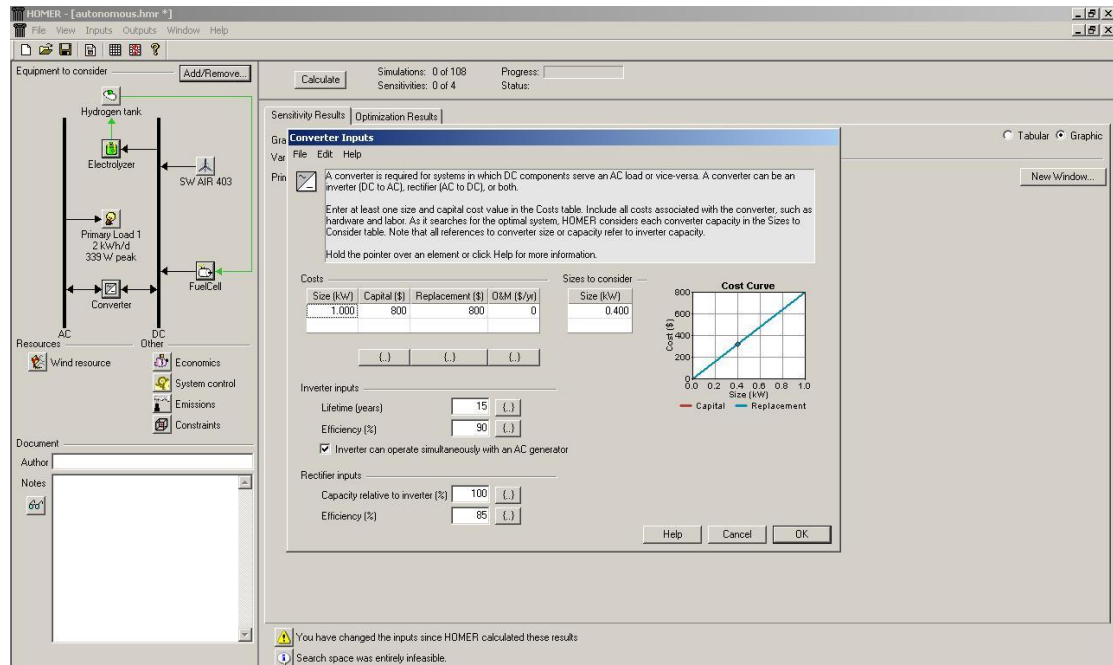 HOMER - [autonomous.hmr *]
File View Inputs Outputs Window Help
Equipment to consider
Add/Remove...
Hydrogen tank
Electrolyzer
SW AIR 403
Primary Load 1
2 kWh/d
339 W peak
FuelCell
Converter
AC
DC
Resources
Other
Wind resource
Economics
System control
Emissions
Constraints
Document
Author
Notes
Calculate
Simulations: 0 of 108
Progress:
Sensitivities: 0 of 4
Status:
Sensitivity Results
Optimization Results
Gra
Var
Prin
Tabular
Graphic
New Window...
Converter Inputs
File Edit Help
A converter is required for systems in which DC components serve an AC load or vice-versa. A converter can be an
inverter (DC to AC), rectifier (AC to DC), or both.
Enter at least one size and capital cost value in the Costs table. Include all costs associated with the converter, such as
hardware and labor. As it searches for the optimal system, HOMER considers each converter capacity in the Sizes to
Consider table. Note that all references to converter size or capacity refer to inverter capacity.
Hold the pointer over an element or click Help for more information.
Costs
Size (kW) Capital ($) Replacement ($) O&M ($/yr)
1.000 800 800 0
{..} {..} {..}
Sizes to consider
Size (kW)
0.400
Cost Curve
Cost ($)
800
600
400
200
0
0.0 0.2 0.4 0.6 0.8 1.0
Size (kW)
Capital Replacement
Inverter inputs
Lifetime (years) 15 {..}
Efficiency (%) 90 {..}
Inverter can operate simultaneously with an AC generator
Rectifier inputs
Capacity relative to inverter (%) 100 {..}
Efficiency (%) 85 {..}
Help
Cancel
OK
You have changed the inputs since HOMER calculated these results
Search space was entirely infeasible.